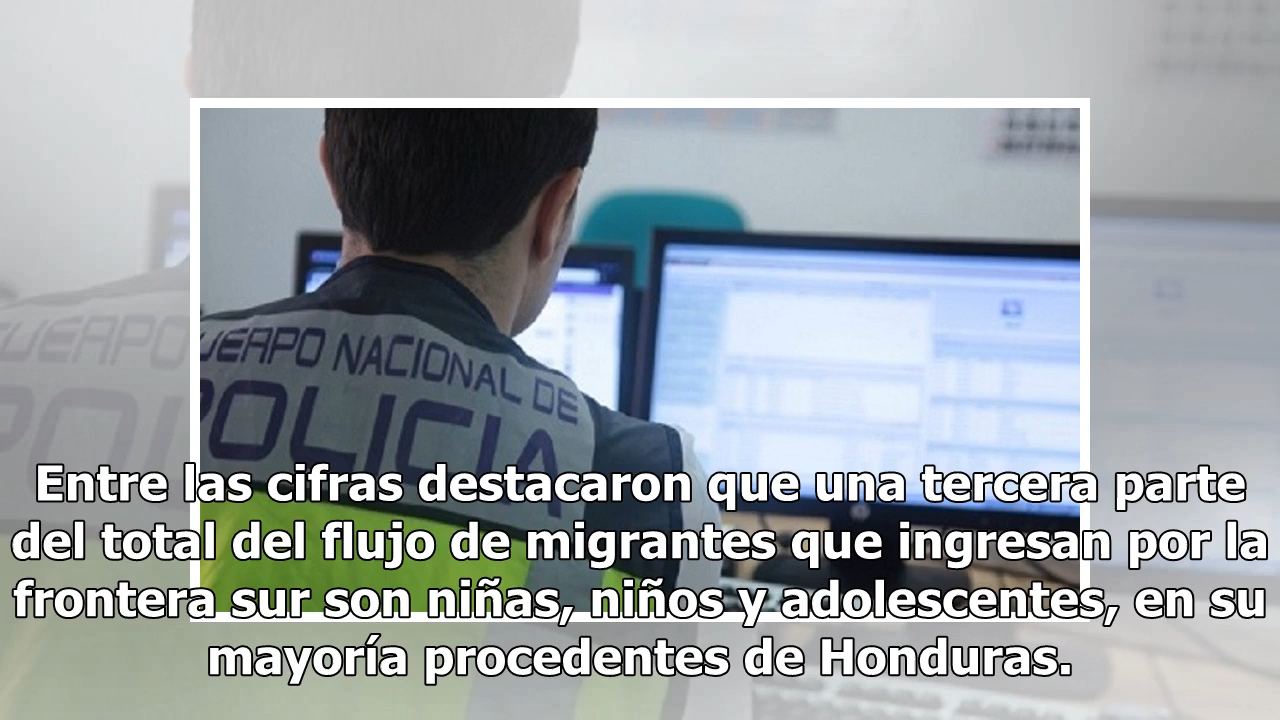 CUERPO NACIONAL DE
POLICIA
Entre las cifras destacaron que una tercera parte
del total del flujo de migrantes que ingresan por la
frontera sur son niñas, niños y adolescentes, en su
mayoría procedentes de Honduras.